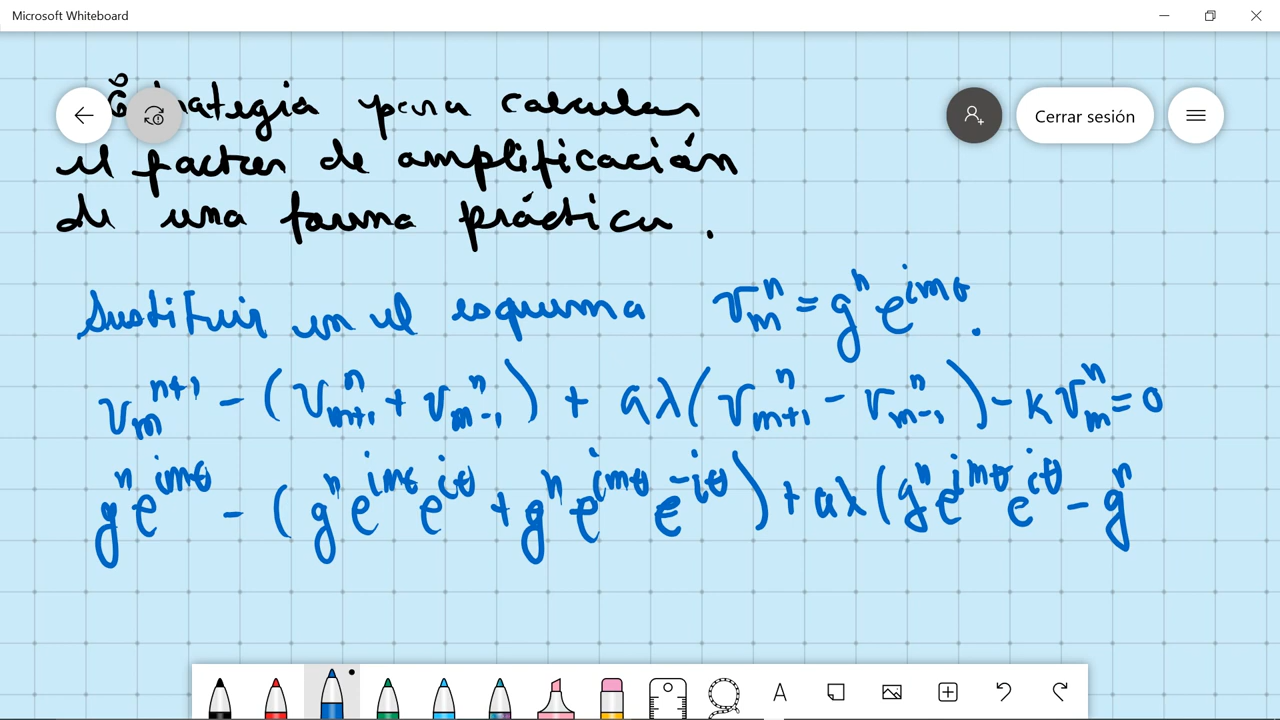 Microsoft Whiteboard
Estrategia para calcular
Cerrar sesión
el factor de amplificación
de una forma práctica.
Sustituir en el esquema v_m^n = g^n e^{imθ}.
v_m^{n+1} - (v_{m+1}^n + v_{m-1}^n) + aλ(v_{m+1}^n - v_{m-1}^n) - κ v_m^n = 0
g^n e^{imθ} - (g^n e^{imθ} e^{iθ} + g^n e^{imθ} e^{-iθ}) + aλ(g^n e^{imθ} e^{iθ} - g^n
A